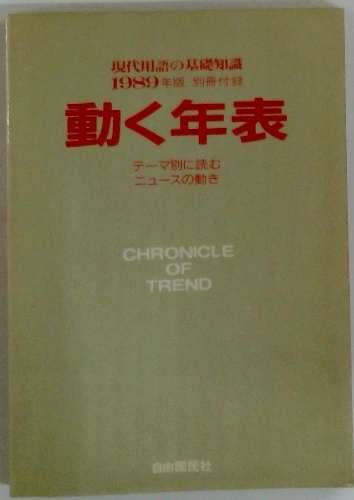 現代用語の基礎知識
1989年版 別冊付録
動く年表
テーマ別に読む
ニュースの動き
CHRONICLE
OF
TREND
自由国民社